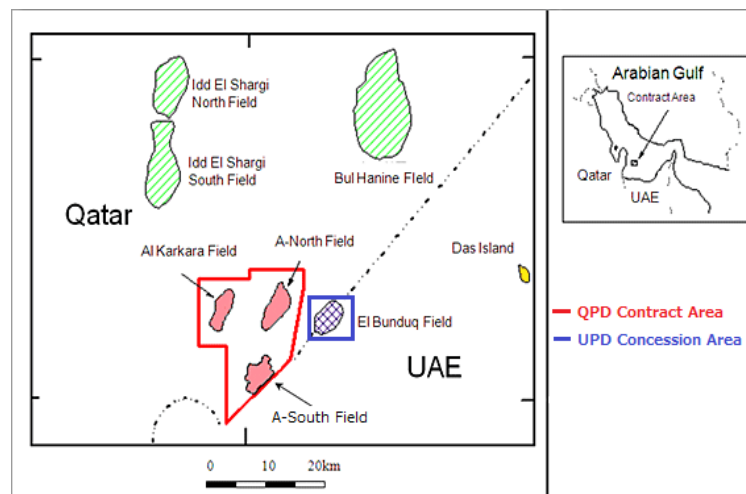 Idd El Shargi
North Field
Idd El Shargi
South Field
Bul Hanine FIeld
Qatar
Al Karkara Field
A-North Field
Das Island
El Bunduq Field
UAE
A-South Field
0 10 20km
Arabian Gulf
Contract Area
Qatar
UAE
QPD Contract Area
UPD Concession Area